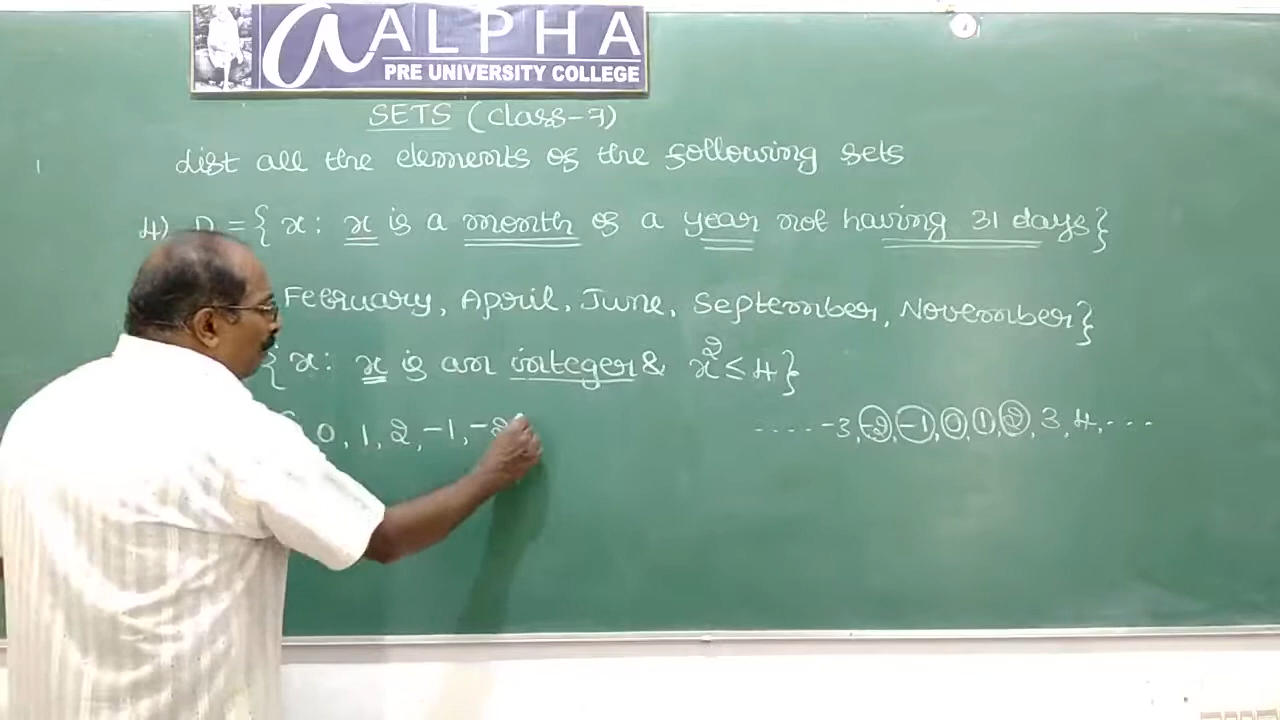 ALPHA
PRE UNIVERSITY COLLEGE
SETS (Class-7)
List all the elements of the following sets
4) D = { x : x is a month of a year not having 31 days}
February, April, June, September, November}
{ x : x is an integer & x² ≤ 4}
0, 1, 2, -1, -2
..... -3, -2, -1, 0, 1, 2, 3, 4, ...